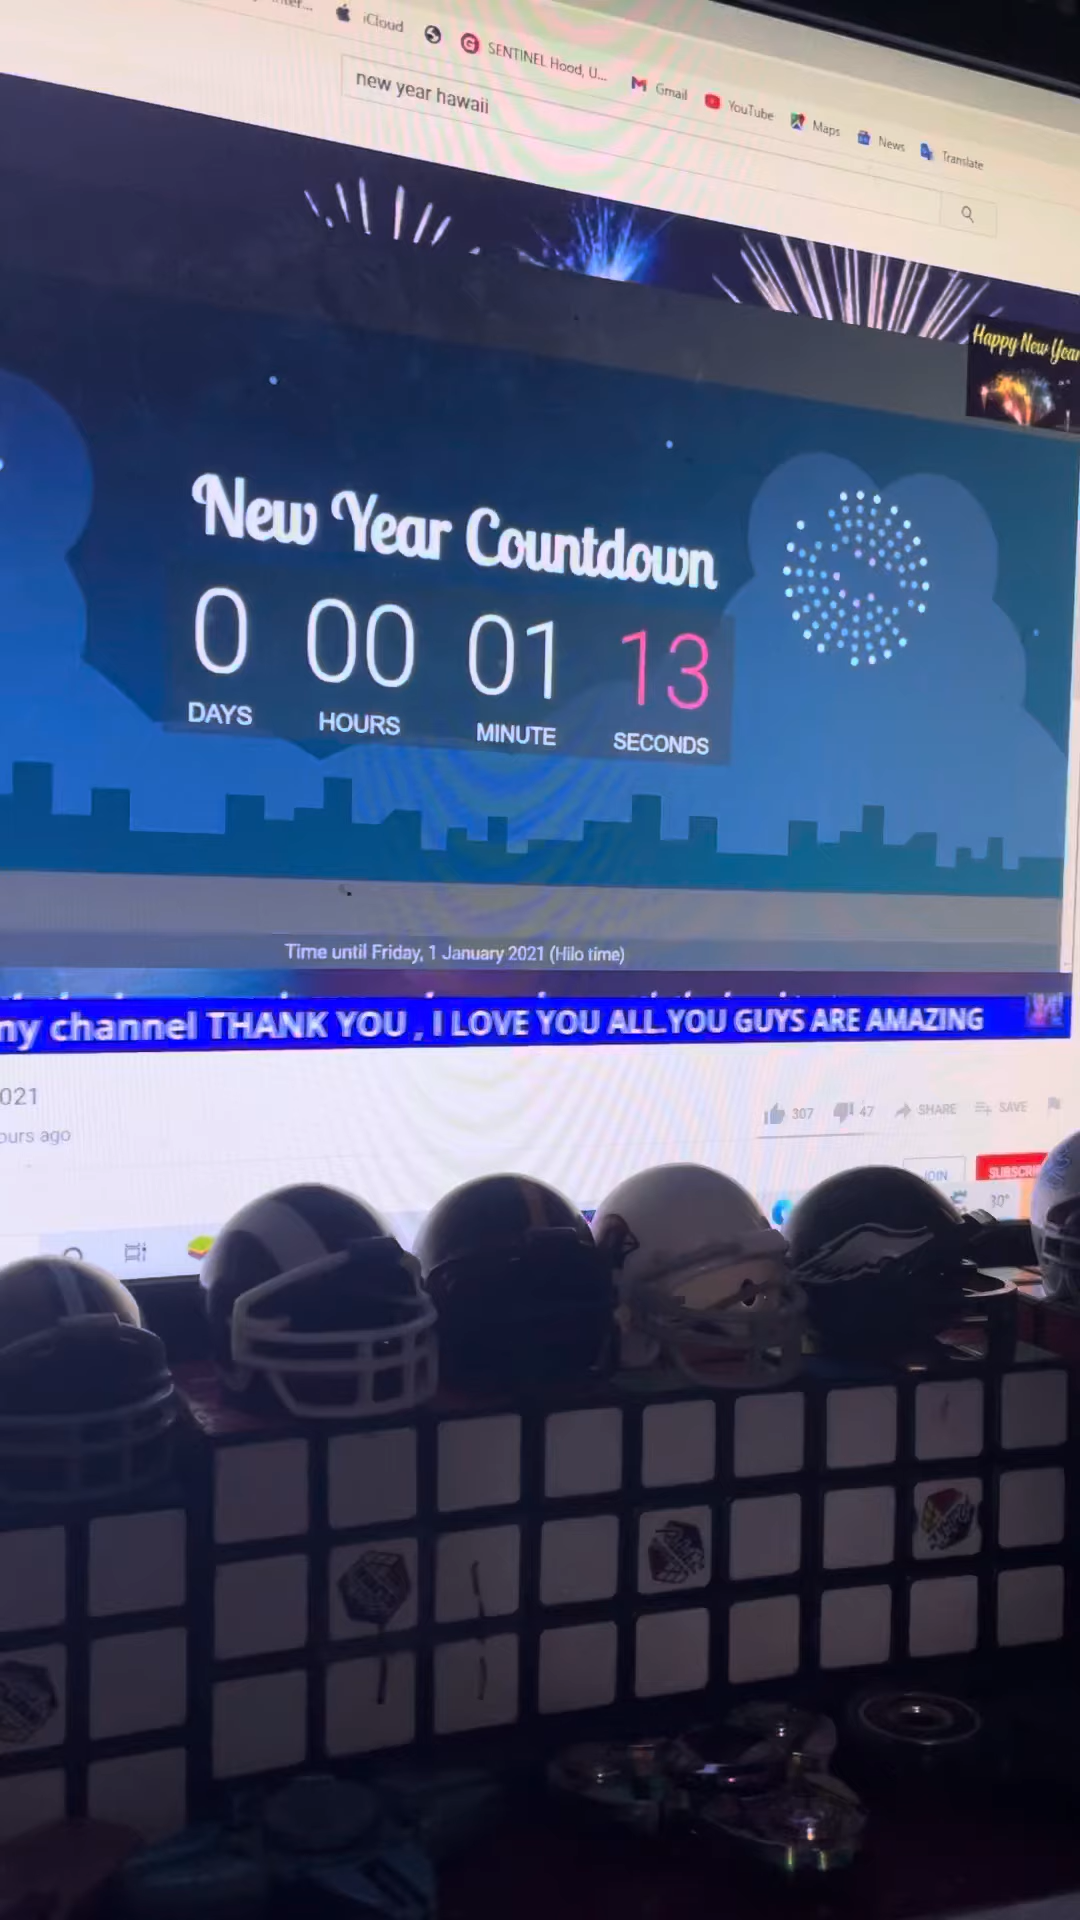 iCloud
SENTINEL Hood, U...
Gmail
YouTube
Maps
News
Translate
new year hawaii
Happy New Year
New Year Countdown
0 00 01 13
DAYS HOURS MINUTE SECONDS
Time until Friday, 1 January 2021 (Hilo time)
channel THANK YOU , I LOVE YOU ALL.YOU GUYS ARE AMAZING
021
307 47 SHARE SAVE
ours ago
JOIN
30°